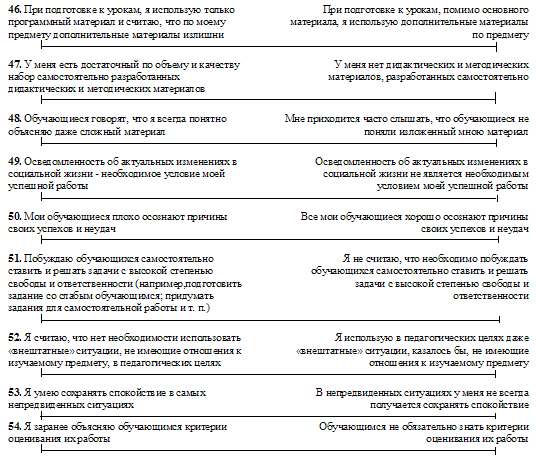 46. При подготовке к урокам, я использую только
программный материал и считаю, что по моему
предмету дополнительные материалы излишни
При подготовке к урокам, помимо основного
материала, я использую дополнительные материалы
по предмету
47. У меня есть достаточный по объему и качеству
набор самостоятельно разработанных
дидактических и методических материалов
У меня нет дидактических и методических
материалов, разработанных самостоятельно
48. Обучающиеся говорят, что я всегда понятно
объясняю даже сложный материал
Мне приходится часто слышать, что обучающиеся не
поняли изложенный мною материал
49. Осведомленность об актуальных изменениях в
социальной жизни - необходимое условие моей
успешной работы
Осведомленность об актуальных изменениях в
социальной жизни не является необходимым
условием моей успешной работы
50. Мои обучающиеся плохо осознают причины
своих успехов и неудач
Все мои обучающиеся хорошо осознают причины
своих успехов и неудач
51. Побуждаю обучающихся самостоятельно
ставить и решать задачи с высокой степенью
свободы и ответственности (например,подготовить
задание со слабым обучающимся; придумать
задания для самостоятельной работы и т. п.)
Я не считаю, что необходимо побуждать
обучающихся самостоятельно ставить и решать
задачи с высокой степенью свободы и
ответственности
52. Я считаю, что нет необходимости использовать
«внештатные» ситуации, не имеющие отношения к
изучаемому предмету, в педагогических целях
Я использую в педагогических целях даже
«внештатные» ситуации, казалось бы, не имеющие
отношения к изучаемому предмету
53. Я умею сохранять спокойствие в самых
непредвиденных ситуациях
В непредвиденных ситуациях у меня не всегда
получается сохранять спокойствие
54. Я заранее объясняю обучающимся критерии
оценивания их работы
Обучающимся не обязательно знать критерии
оценивания их работы